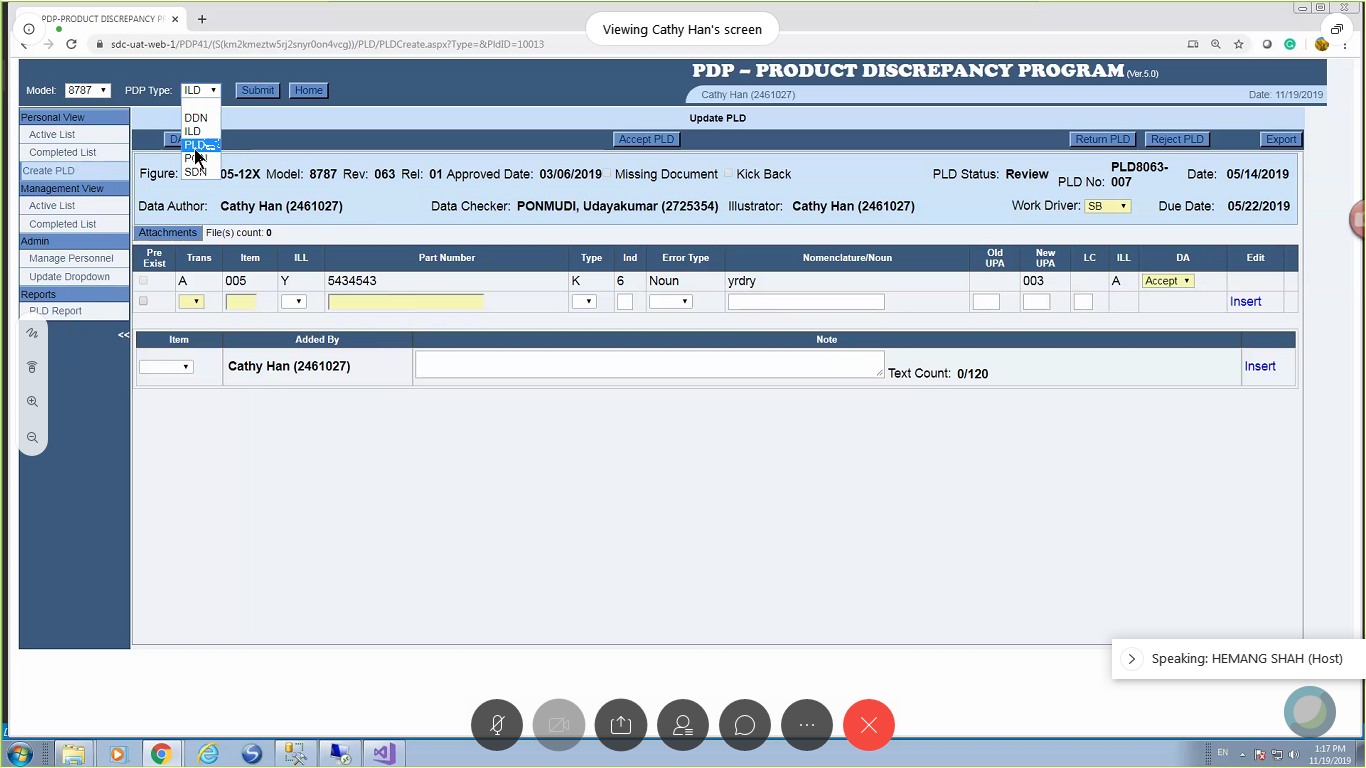 PDP-PRODUCT DISCREPANCY PR
Viewing Cathy Han's screen
sdc-uat-web-1/PDP41/(S(km2kmeztw5rj2snyr0on4vcg))/PLD/PLDCreate.aspx?Type=&PldID=10013
PDP – PRODUCT DISCREPANCY PROGRAM (Ver.5.0)
Model: 8787 PDP Type: ILD Submit Home
Cathy Han (2461027) Date: 11/19/2019
DDN
ILD
PLD
SDN
Personal View
Active List
Completed List
Create PLD
Management View
Active List
Completed List
Admin
Manage Personnel
Update Dropdown
Reports
PLD Report
<<
Update PLD
Accept PLD Return PLD Reject PLD Export
Figure: 05-12X Model: 8787 Rev: 063 Rel: 01 Approved Date: 03/06/2019 Missing Document Kick Back PLD Status: Review PLD No: PLD8063-007 Date: 05/14/2019
Data Author: Cathy Han (2461027) Data Checker: PONMUDI, Udayakumar (2725354) Illustrator: Cathy Han (2461027) Work Driver: SB Due Date: 05/22/2019
Attachments File(s) count: 0
Pre Exist Trans Item ILL Part Number Type Ind Error Type Nomenclature/Noun Old UPA New UPA LC ILL DA Edit
A 005 Y 5434543 K 6 Noun yrdry 003 A Accept
Insert
Item Added By Note
Cathy Han (2461027) Text Count: 0/120 Insert
Speaking: HEMANG SHAH (Host)
EN 1:17 PM
11/19/2019